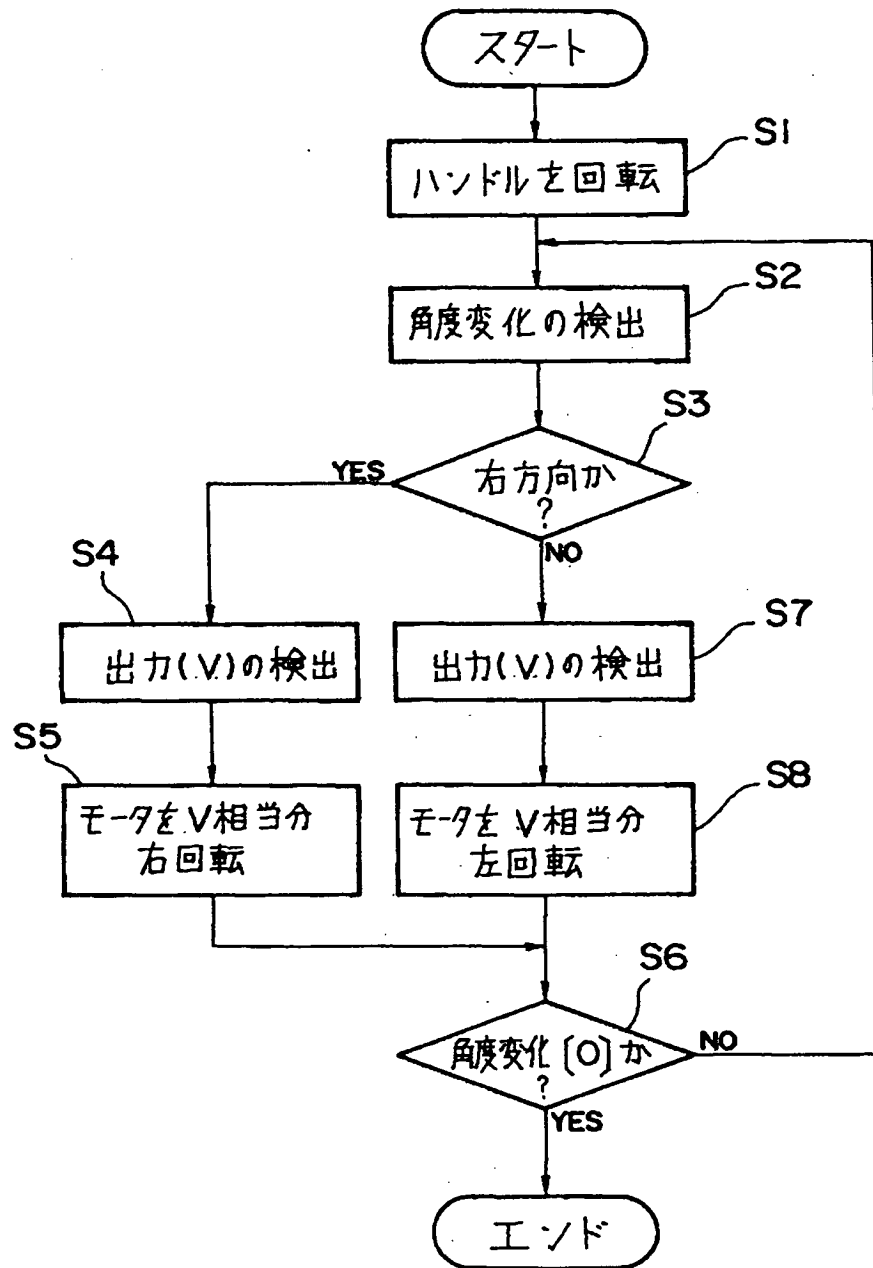 スタート
S1
ハンドルを回転
S2
角度変化の検出
S3
YES
右方向か
?
NO
S4
出力(V)の検出
S7
出力(V)の検出
S5
モータをV相当分
右回転
S8
モータをV相当分
左回転
S6
角度変化[0]か
?
NO
YES
エンド